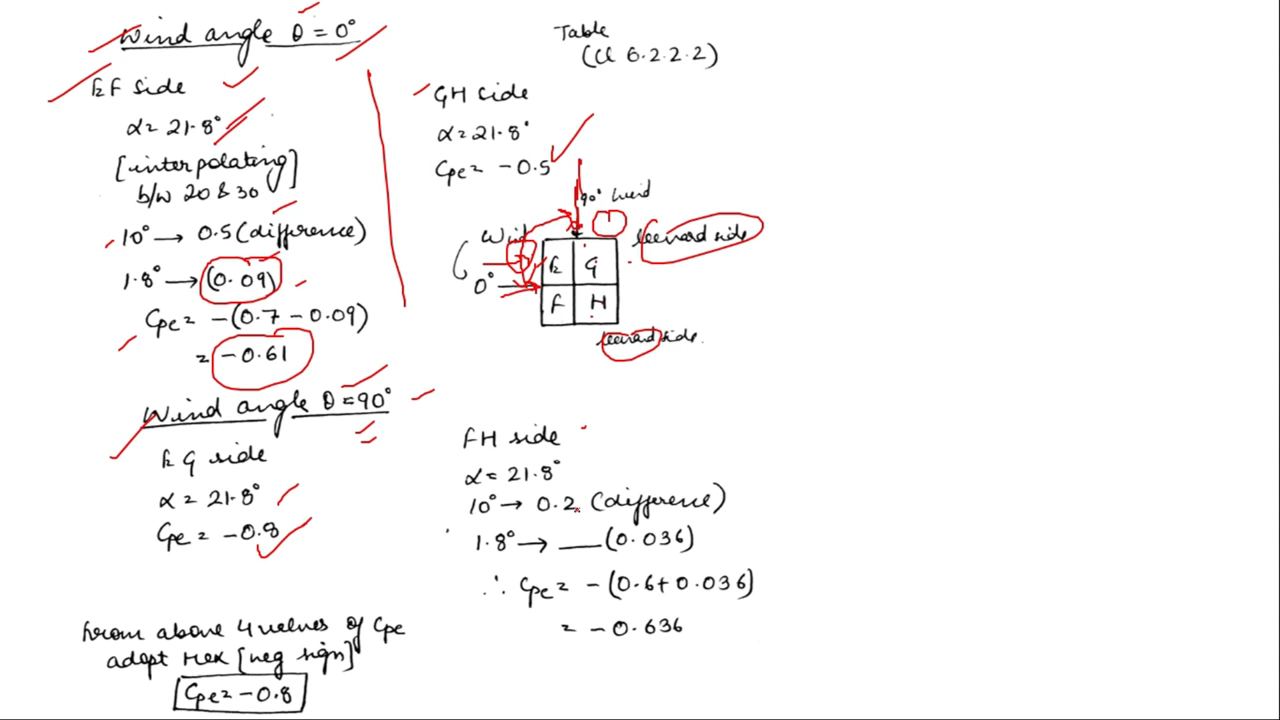 Wind angle θ = 0°
EF side
α = 21.8°
[interpolating]
b/w 20 & 30
10° → 0.5 (difference)
1.8° → (0.09)
Cpe = -(0.7 - 0.09)
= -0.61
Table
(Cl 6.2.2.2)
GH side
α = 21.8°
Cpe = -0.5
90° Wind
Wind
leeward side
0°
E G
F H
leeward side.
Wind angle θ = 90°
EG side
α = 21.8°
Cpe = -0.8
FH side
α = 21.8°
10° → 0.2 (difference)
1.8° → __ (0.036)
∴ Cpe = -(0.6 + 0.036)
= -0.636
From above 4 values of Cpe
adopt Max [neg sign]
Cpe = -0.8